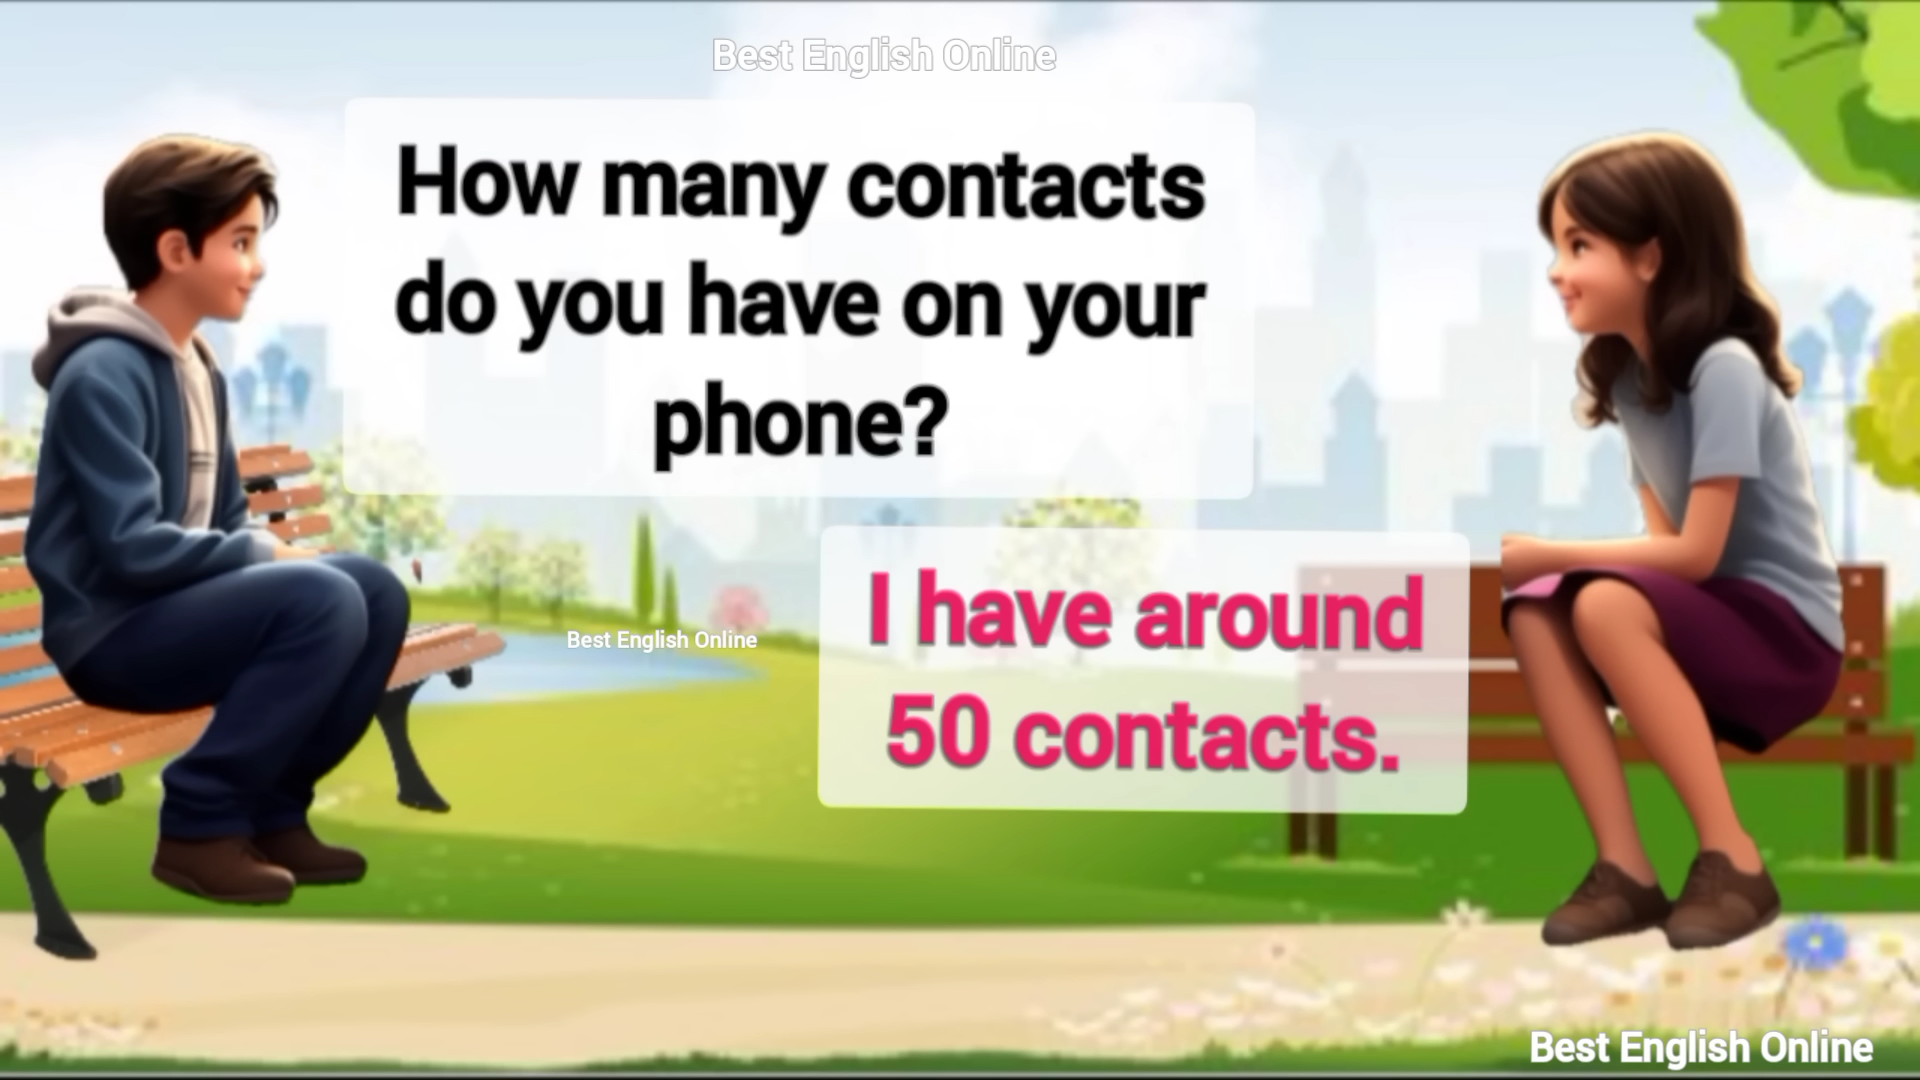 Best English Online
How many contacts
do you have on your
phone?
I have around
50 contacts.
Best English Online
Best English Online